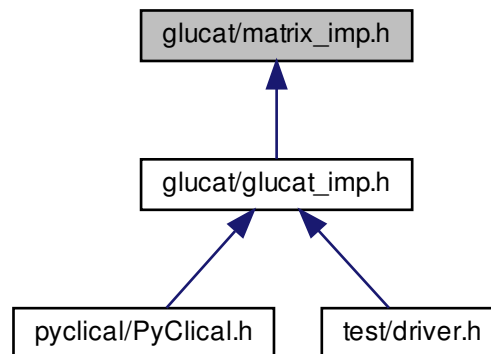 glucat/matrix_imp.h
glucat/glucat_imp.h
pyclical/PyClical.h
test/driver.h